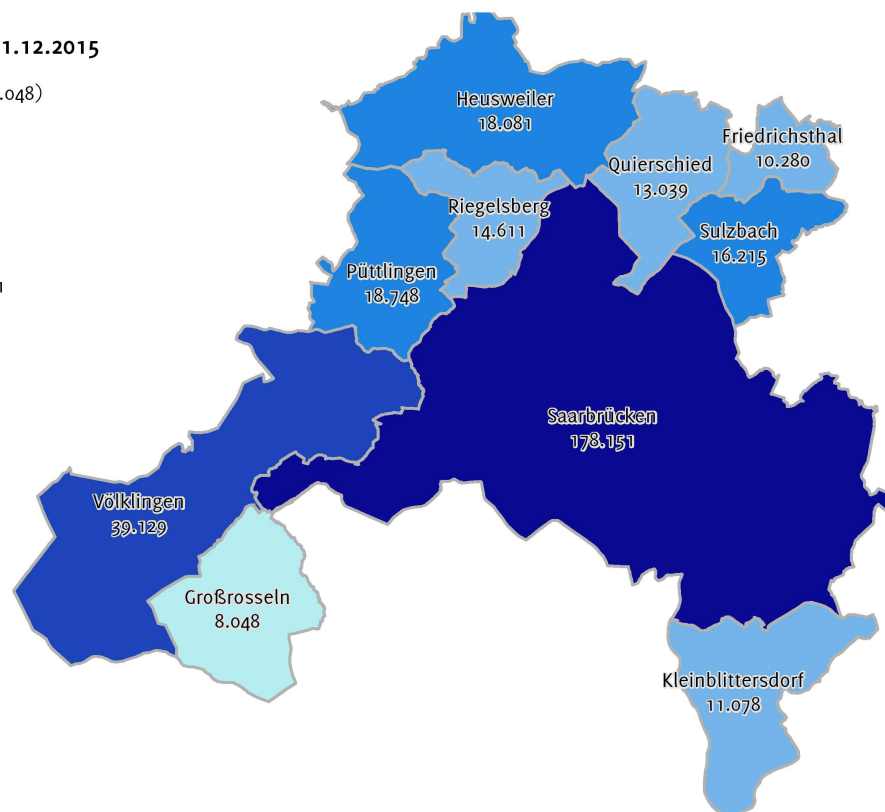 1.12.2015
.048)
1
Heusweiler
18.081
Friedrichsthal
10.280
Quierschied
13.039
Riegelsberg
14.611
Sulzbach
16.215
Püttlingen
18.748
Saarbrücken
178.151
Völklingen
39.129
Großrosseln
8.048
Kleinblittersdorf
11.078